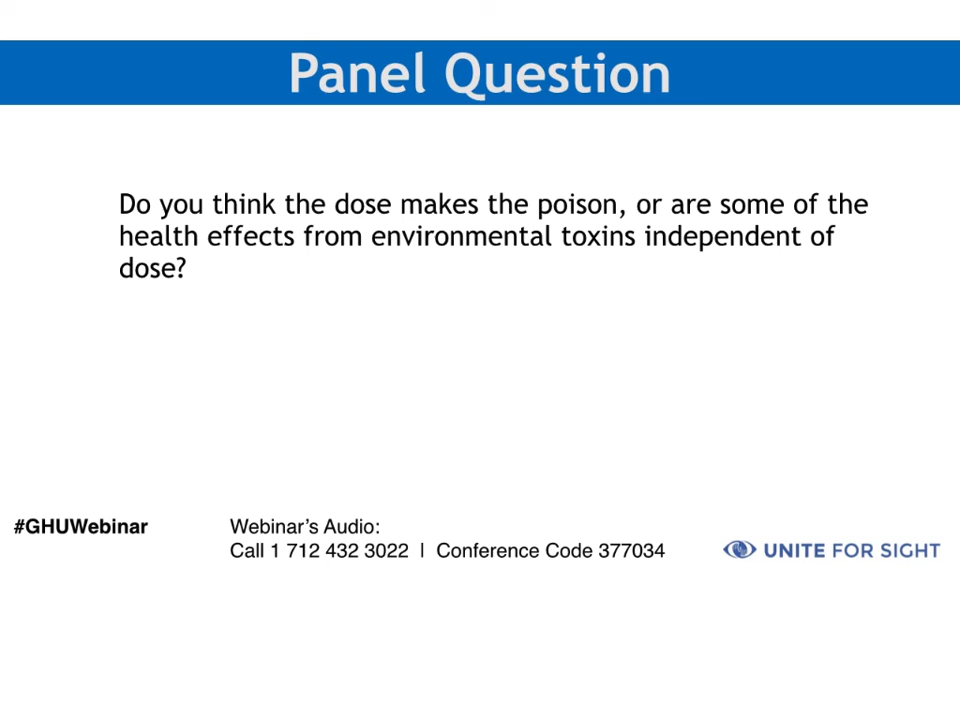 Panel Question
Do you think the dose makes the poison, or are some of the
health effects from environmental toxins independent of
dose?
#GHUWebinar
Webinar's Audio:
Call 1 712 432 3022 | Conference Code 377034
UNITE FOR SIGHT